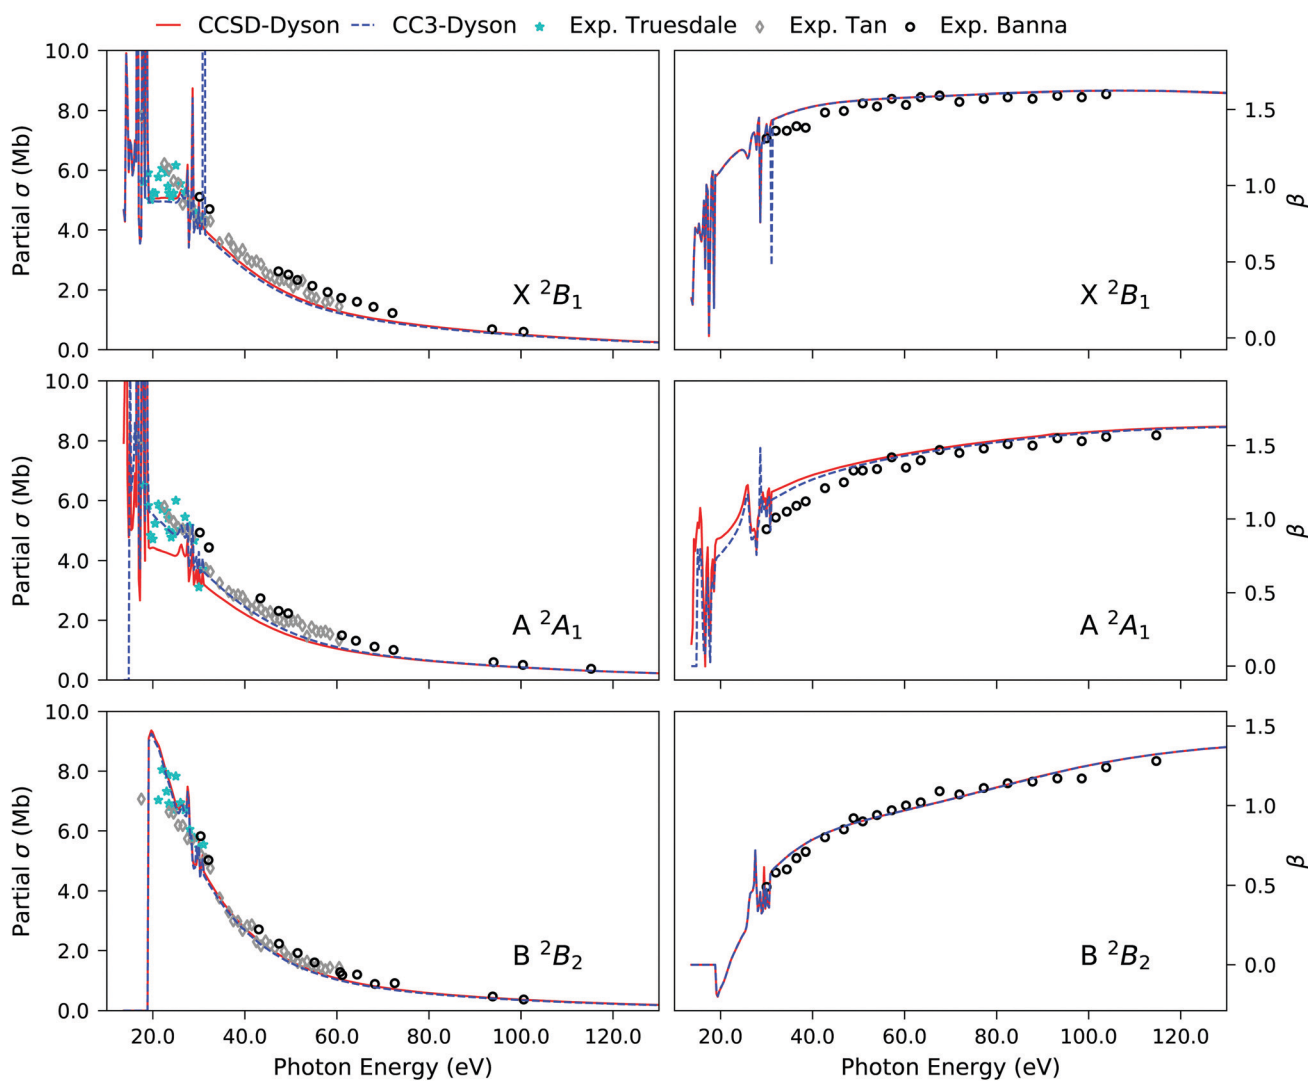 CCSD-Dyson CC3-Dyson Exp. Truesdale Exp. Tan Exp. Banna
10.0
8.0
6.0
4.0
2.0
0.0
Partial σ (Mb)
X ²B₁
X ²B₁
1.5
1.0
0.5
0.0
β
10.0
8.0
6.0
4.0
2.0
0.0
Partial σ (Mb)
A ²A₁
A ²A₁
1.5
1.0
0.5
0.0
β
10.0
8.0
6.0
4.0
2.0
0.0
Partial σ (Mb)
B ²B₂
B ²B₂
1.5
1.0
0.5
0.0
β
20.0 40.0 60.0 80.0 100.0 120.0
Photon Energy (eV)
20.0 40.0 60.0 80.0 100.0 120.0
Photon Energy (eV)